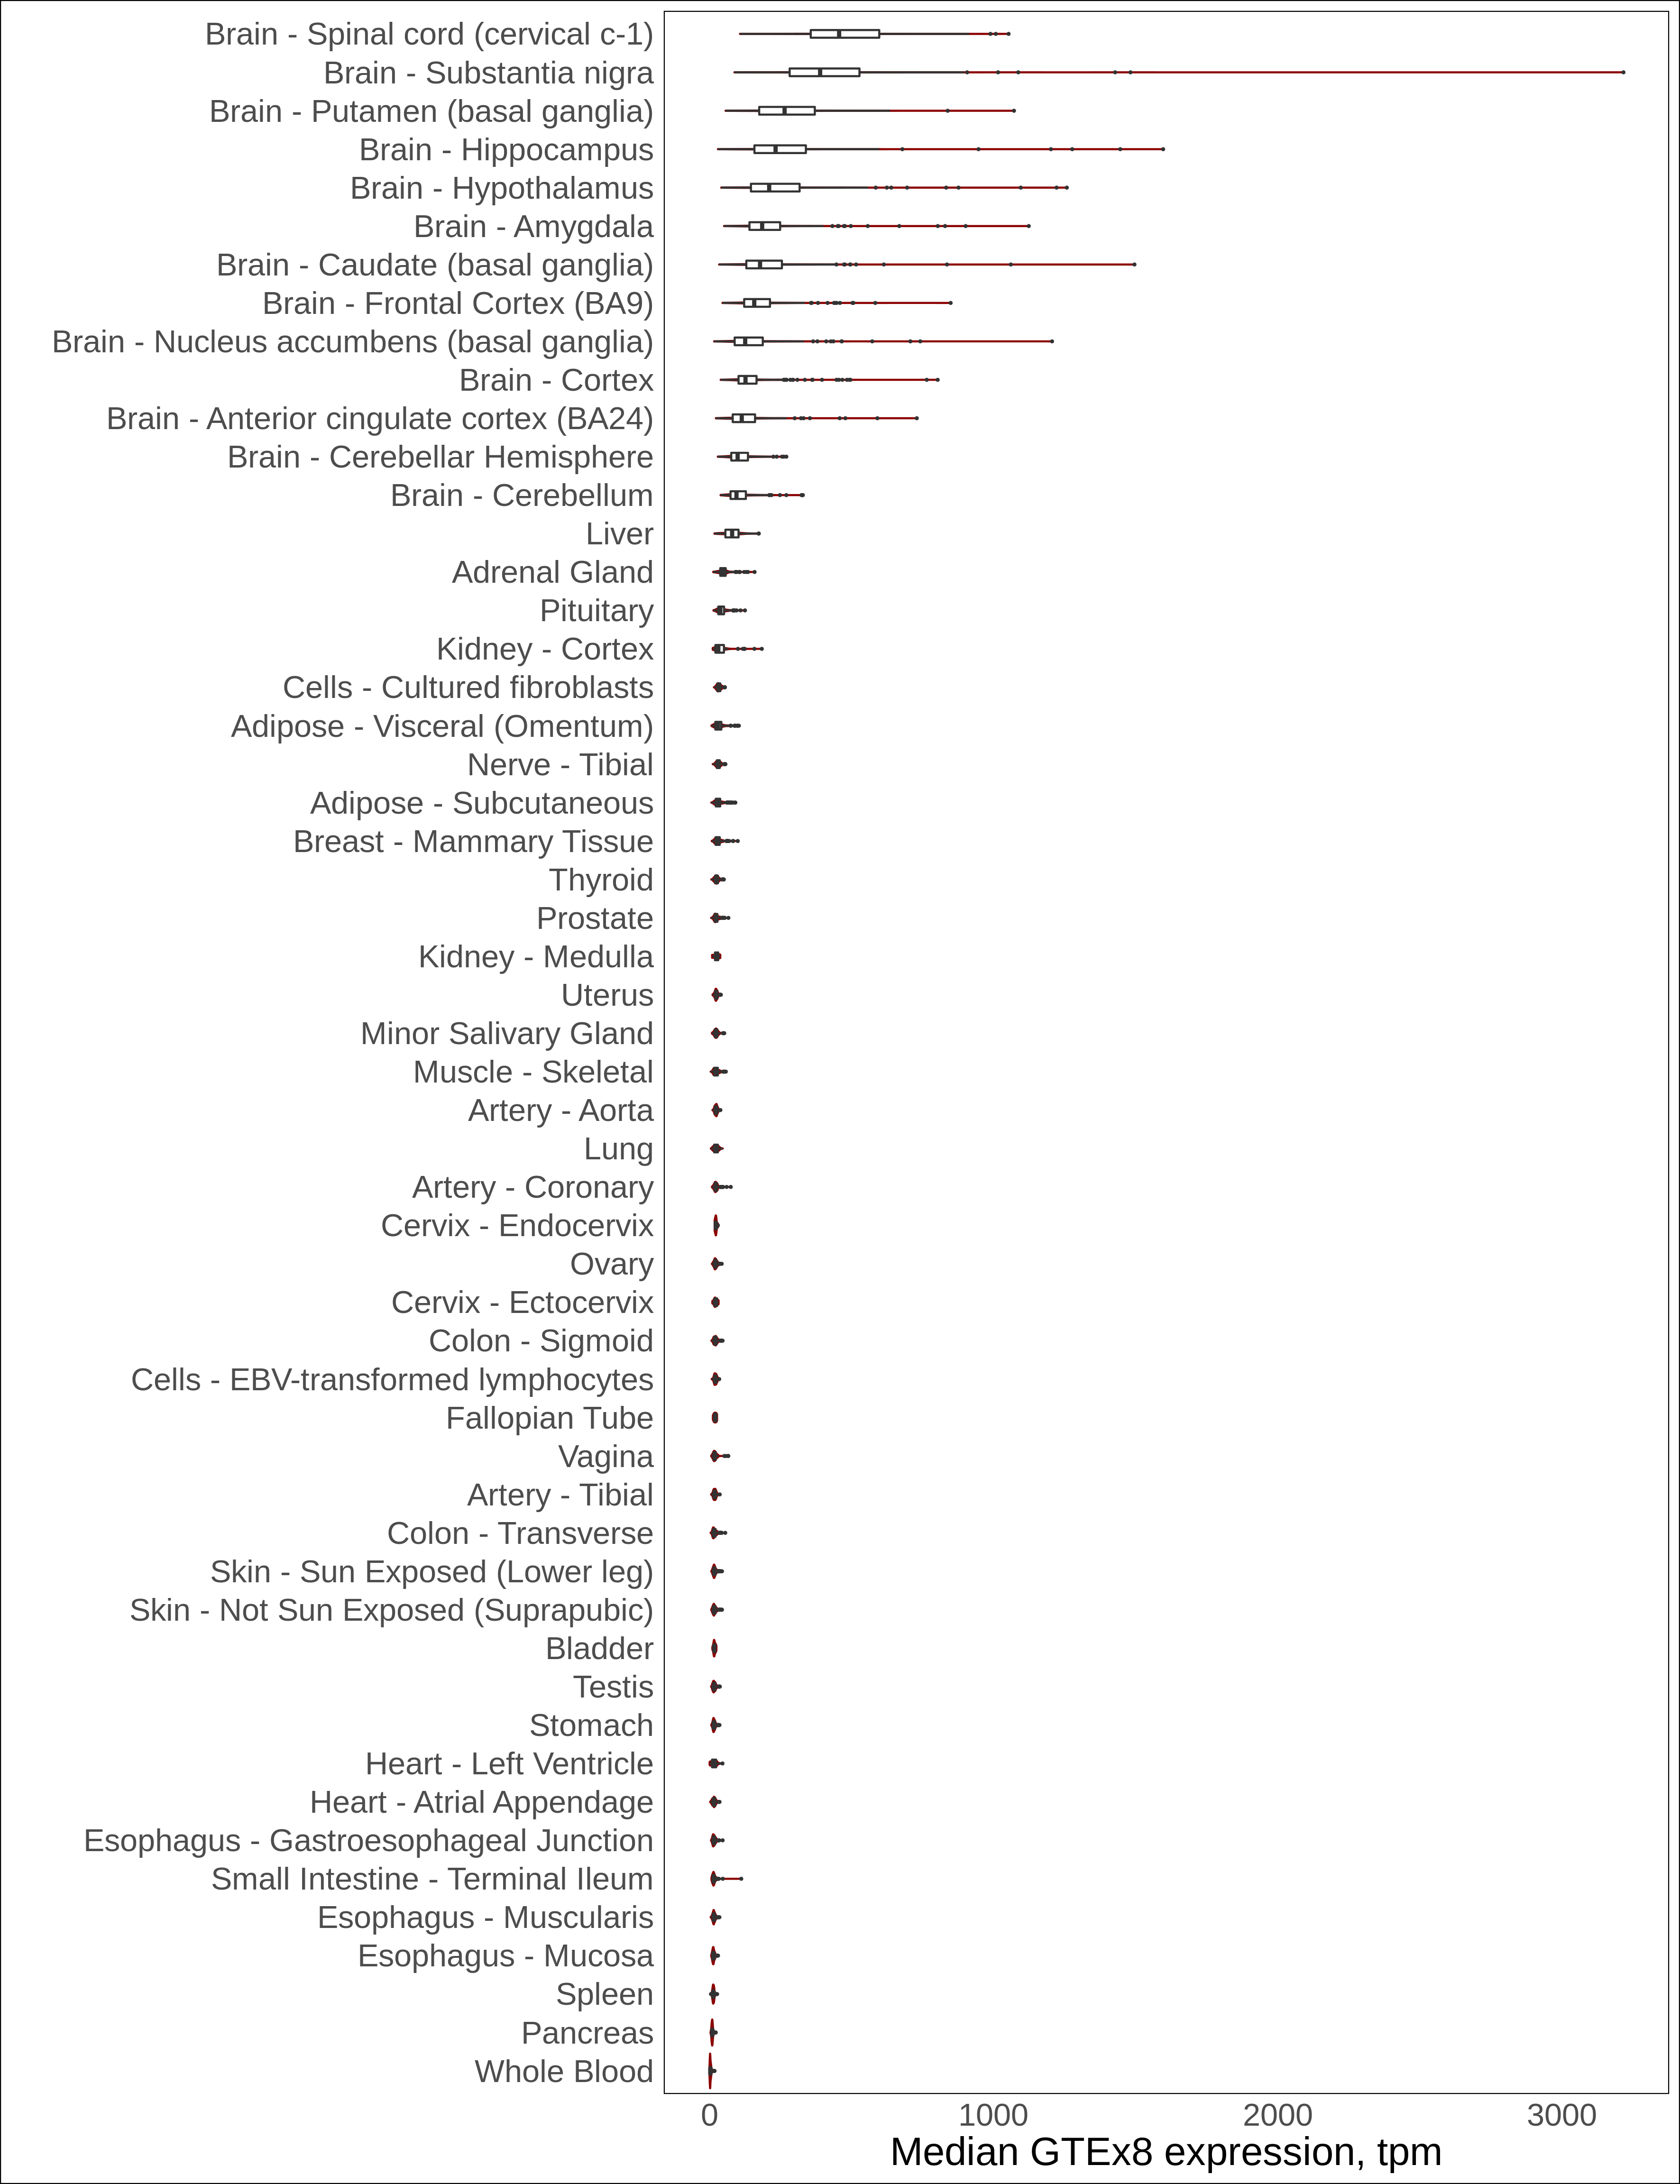 Brain - Spinal cord (cervical c-1)
Brain - Substantia nigra
Brain - Putamen (basal ganglia)
Brain - Hippocampus
Brain - Hypothalamus
Brain - Amygdala
Brain - Caudate (basal ganglia)
Brain - Frontal Cortex (BA9)
Brain - Nucleus accumbens (basal ganglia)
Brain - Cortex
Brain - Anterior cingulate cortex (BA24)
Brain - Cerebellar Hemisphere
Brain - Cerebellum
Liver
Adrenal Gland
Pituitary
Kidney - Cortex
Cells - Cultured fibroblasts
Adipose - Visceral (Omentum)
Nerve - Tibial
Adipose - Subcutaneous
Breast - Mammary Tissue
Thyroid
Prostate
Kidney - Medulla
Uterus
Minor Salivary Gland
Muscle - Skeletal
Artery - Aorta
Lung
Artery - Coronary
Cervix - Endocervix
Ovary
Cervix - Ectocervix
Colon - Sigmoid
Cells - EBV-transformed lymphocytes
Fallopian Tube
Vagina
Artery - Tibial
Colon - Transverse
Skin - Sun Exposed (Lower leg)
Skin - Not Sun Exposed (Suprapubic)
Bladder
Testis
Stomach
Heart - Left Ventricle
Heart - Atrial Appendage
Esophagus - Gastroesophageal Junction
Small Intestine - Terminal Ileum
Esophagus - Muscularis
Esophagus - Mucosa
Spleen
Pancreas
Whole Blood
0 1000 2000 3000
Median GTEx8 expression, tpm